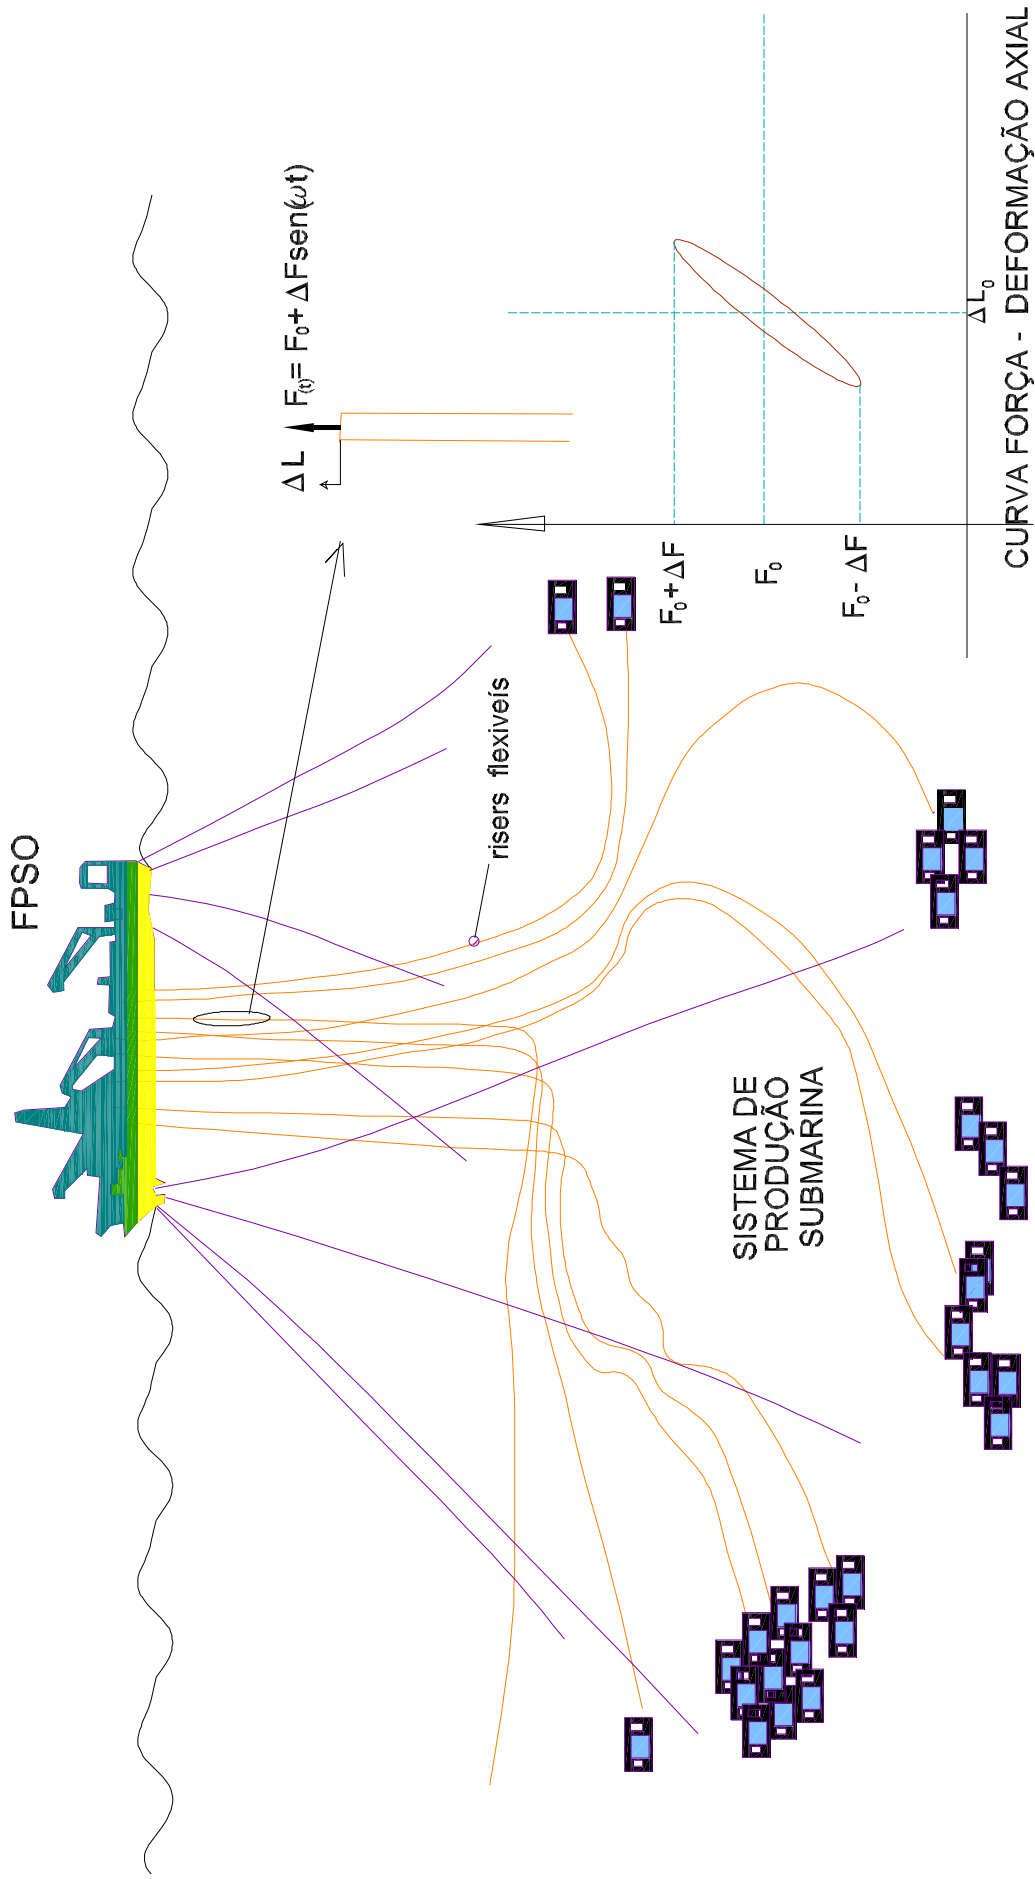 FPSO
ΔL
F(t)= F0+ ΔFsen(ωt)
risers flexiveís
F0+ΔF
F0
F0- ΔF
ΔL0
SISTEMA DE
PRODUÇÃO
SUBMARINA
CURVA FORÇA - DEFORMAÇÃO AXIAL